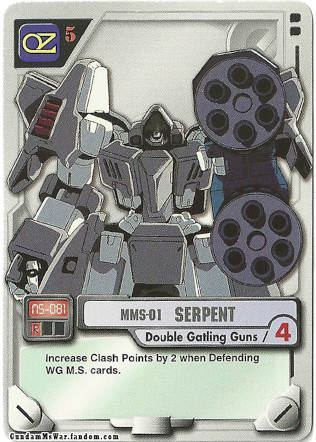 OZ 5
MS-081
R
MMS-01 SERPENT
Double Gatling Guns / 4
Increase Clash Points by 2 when Defending
WG M.S. cards.
GundamMsWar.fandom.com